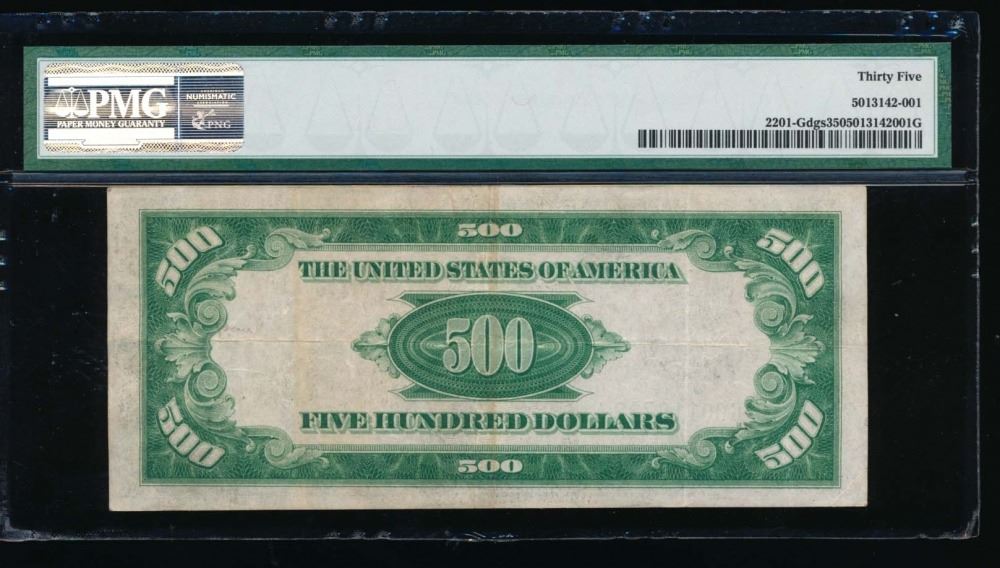 PMG
PAPER MONEY GUARANTY
NUMISMATIC
PNG
Thirty Five
5013142-001
2201-Gdgs3505013142001G
500
500
500
THE UNITED STATES OF AMERICA
500
FIVE HUNDRED DOLLARS
500
500
500